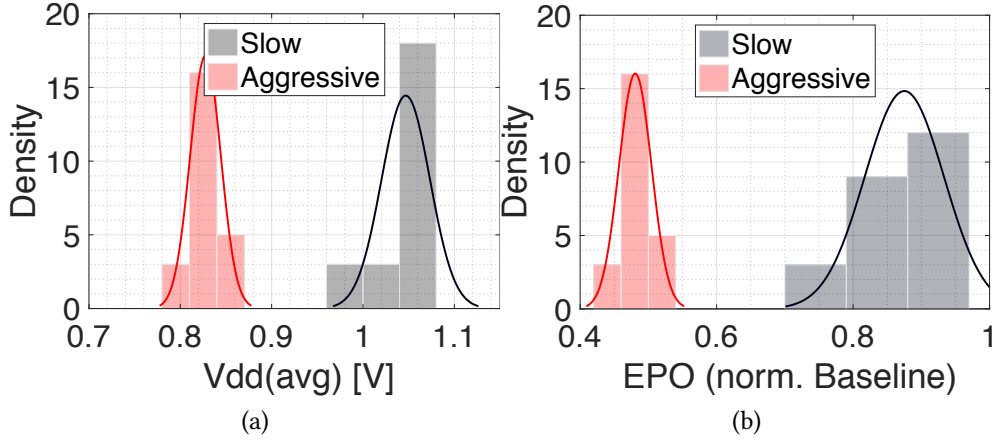 20
15
10
5
0
Density
Slow
Aggressive
0.7
0.8
0.9
1
1.1
Vdd(avg) [V]
(a)
20
15
10
5
0
Density
Slow
Aggressive
0.4
0.6
0.8
1
EPO (norm. Baseline)
(b)